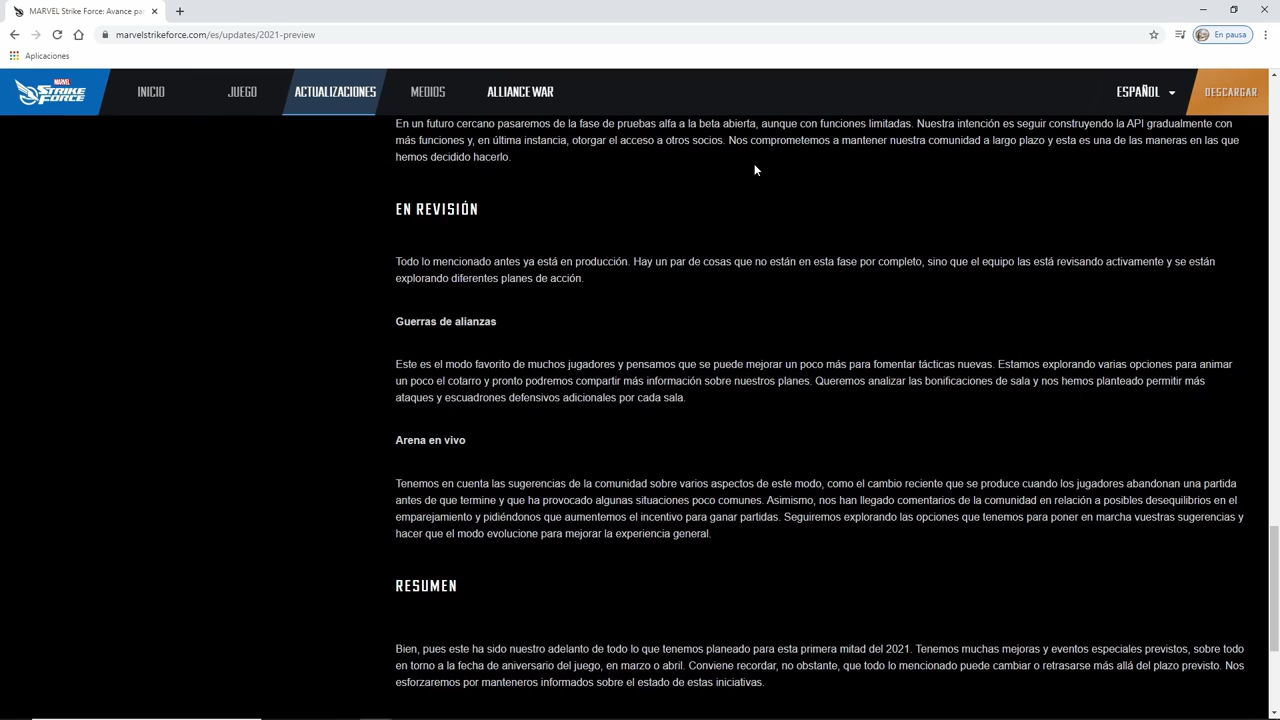 MARVEL Strike Force: Avance pa
marvelstrikeforce.com/es/updates/2021-preview
En pausa
Aplicaciones
MARVEL
STRIKE
FORCE
INICIO
JUEGO
ACTUALIZACIONES
MEDIOS
ALLIANCE WAR
ESPAÑOL
DESCARGAR
En un futuro cercano pasaremos de la fase de pruebas alfa a la beta abierta, aunque con funciones limitadas. Nuestra intención es seguir construyendo la API gradualmente con
más funciones y, en última instancia, otorgar el acceso a otros socios. Nos comprometemos a mantener nuestra comunidad a largo plazo y esta es una de las maneras en las que
hemos decidido hacerlo.
EN REVISIÓN
Todo lo mencionado antes ya está en producción. Hay un par de cosas que no están en esta fase por completo, sino que el equipo las está revisando activamente y se están
explorando diferentes planes de acción.
Guerras de alianzas
Este es el modo favorito de muchos jugadores y pensamos que se puede mejorar un poco más para fomentar tácticas nuevas. Estamos explorando varias opciones para animar
un poco el cotarro y pronto podremos compartir más información sobre nuestros planes. Queremos analizar las bonificaciones de sala y nos hemos planteado permitir más
ataques y escuadrones defensivos adicionales por cada sala.
Arena en vivo
Tenemos en cuenta las sugerencias de la comunidad sobre varios aspectos de este modo, como el cambio reciente que se produce cuando los jugadores abandonan una partida
antes de que termine y que ha provocado algunas situaciones poco comunes. Asimismo, nos han llegado comentarios de la comunidad en relación a posibles desequilibrios en el
emparejamiento y pidiéndonos que aumentemos el incentivo para ganar partidas. Seguiremos explorando las opciones que tenemos para poner en marcha vuestras sugerencias y
hacer que el modo evolucione para mejorar la experiencia general.
RESUMEN
Bien, pues este ha sido nuestro adelanto de todo lo que tenemos planeado para esta primera mitad del 2021. Tenemos muchas mejoras y eventos especiales previstos, sobre todo
en torno a la fecha de aniversario del juego, en marzo o abril. Conviene recordar, no obstante, que todo lo mencionado puede cambiar o retrasarse más allá del plazo previsto. Nos
esforzaremos por manteneros informados sobre el estado de estas iniciativas.